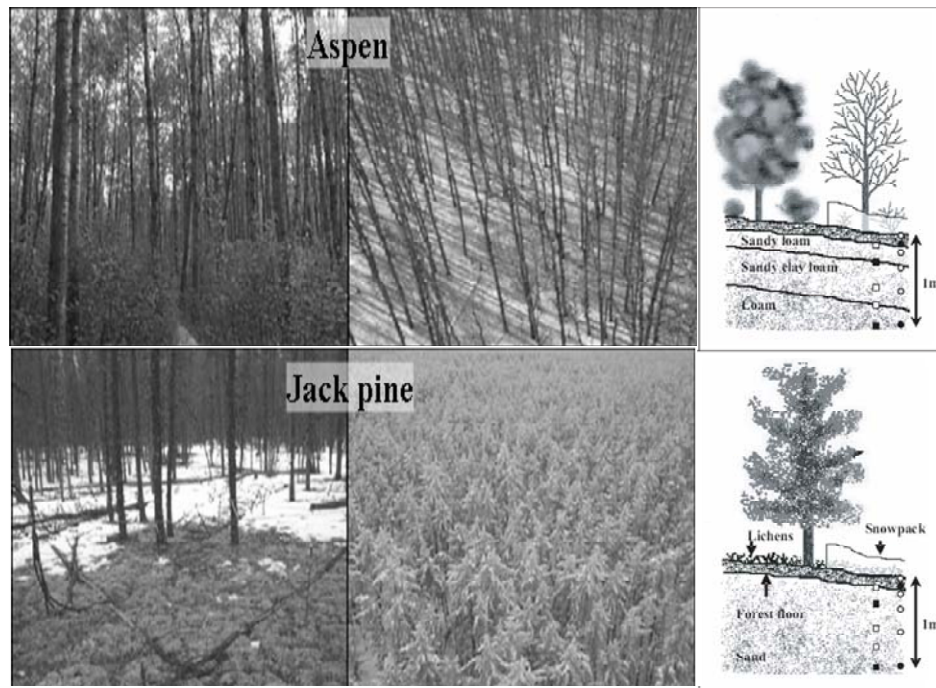 Aspen
Sandy loam
Sandy clay loam
Loam
1m
Jack pine
Lichens
Snowpack
Forest floor
Sand
1m